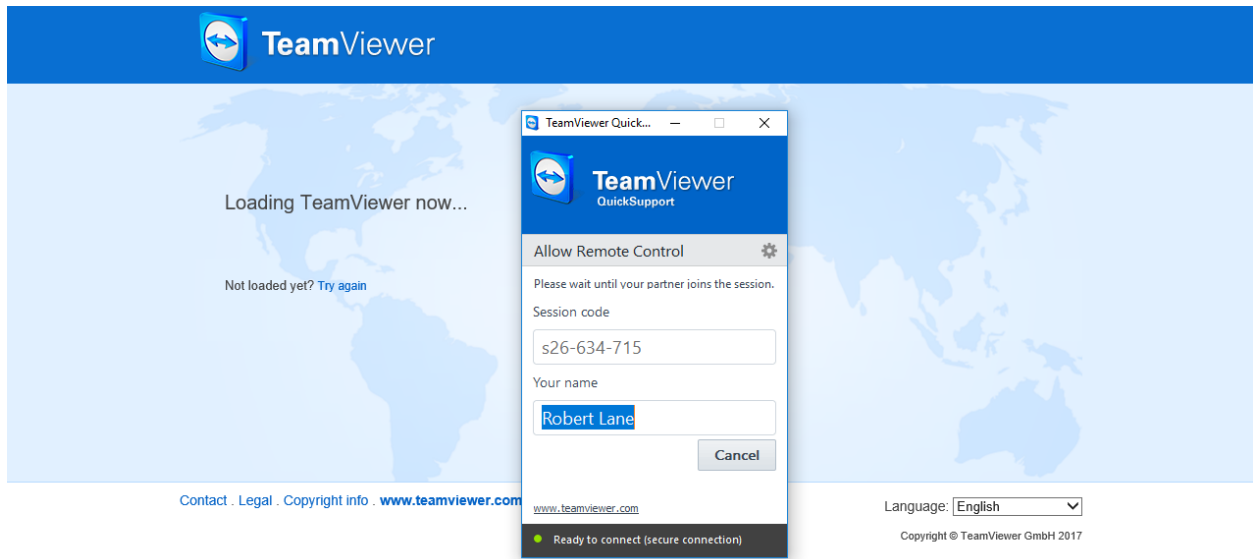 TeamViewer
Loading TeamViewer now...
Not loaded yet? Try again
TeamViewer Quick...
TeamViewer
QuickSupport
Allow Remote Control
Please wait until your partner joins the session.
Session code
s26-634-715
Your name
Robert Lane
Cancel
www.teamviewer.com
Ready to connect (secure connection)
Contact . Legal . Copyright info . www.teamviewer.com
Language: English
Copyright © TeamViewer GmbH 2017